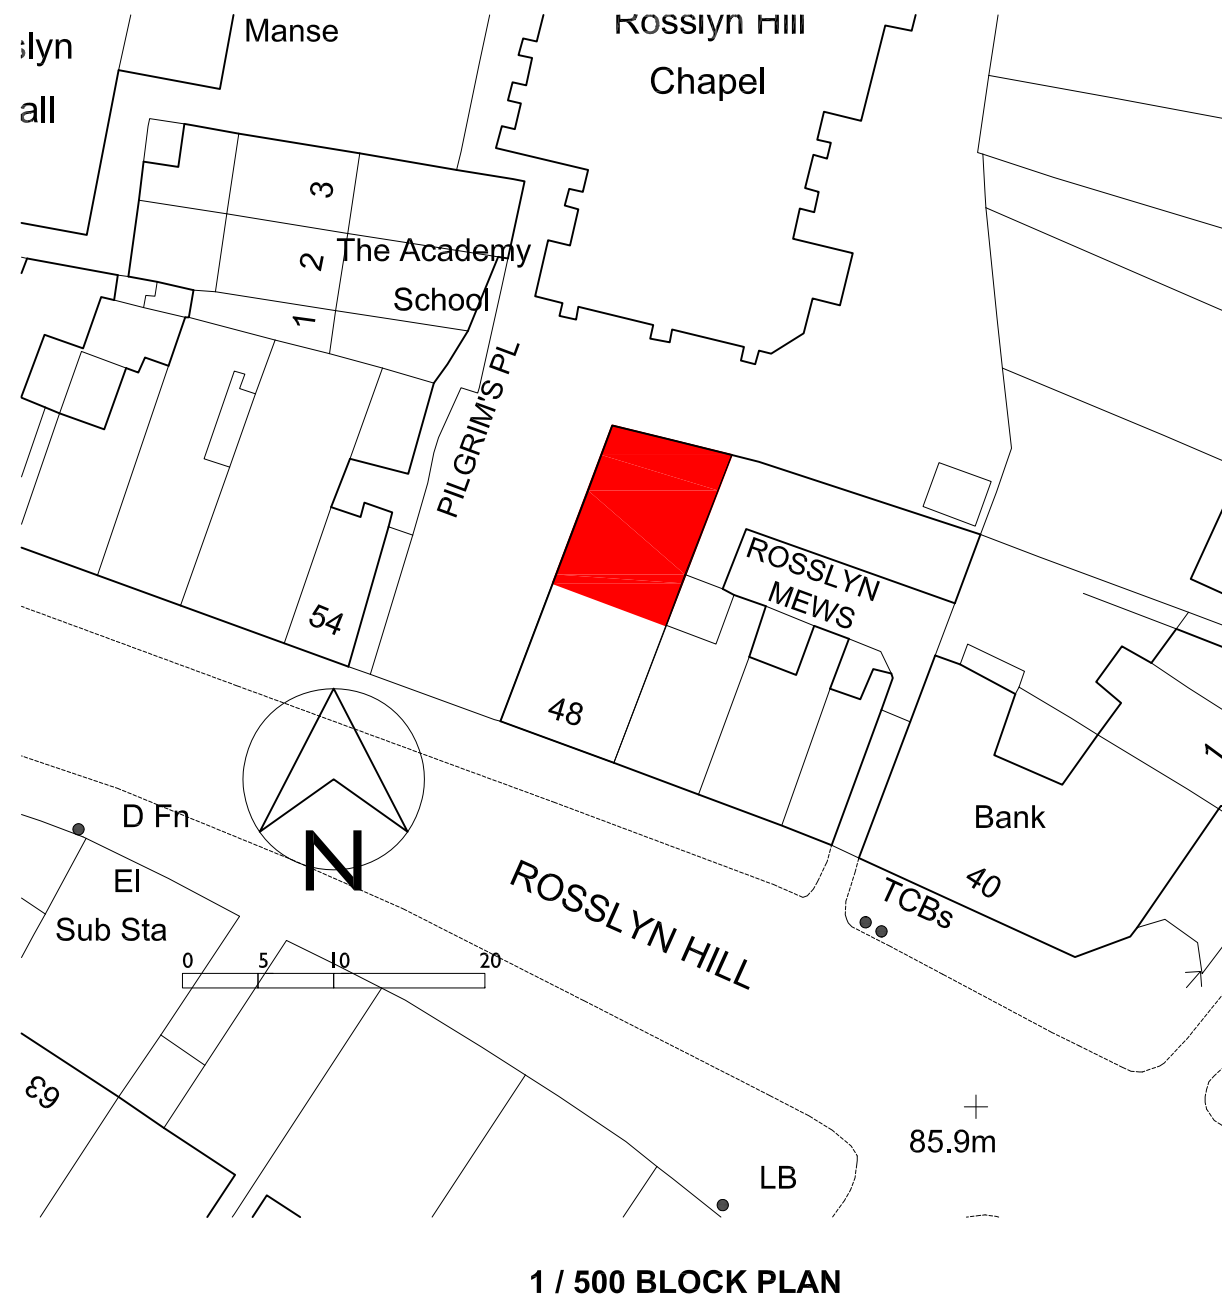 Manse
Rosslyn Hill
Chapel
slyn
all
3
2
1
The Academy
School
PILGRIM'S PL
ROSSLYN
MEWS
54
48
N
D Fn
El
Sub Sta
Bank
40
TCBs
1
ROSSLYN HILL
0 5 10 20
63
85.9m
LB
1 / 500 BLOCK PLAN